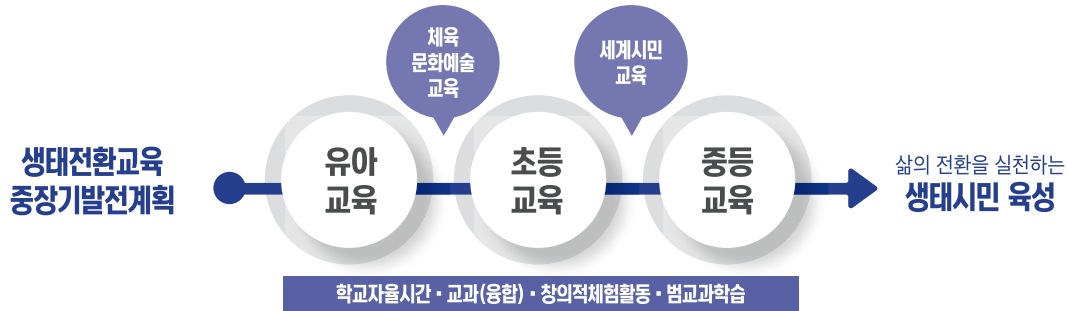 체육
문화예술
교육
세계시민
교육
생태전환교육
중장기발전계획
유아
교육
초등
교육
중등
교육
삶의 전환을 실천하는
생태시민 육성
학교자율시간 ▪ 교과(융합) ▪ 창의적체험활동 ▪ 범교과학습